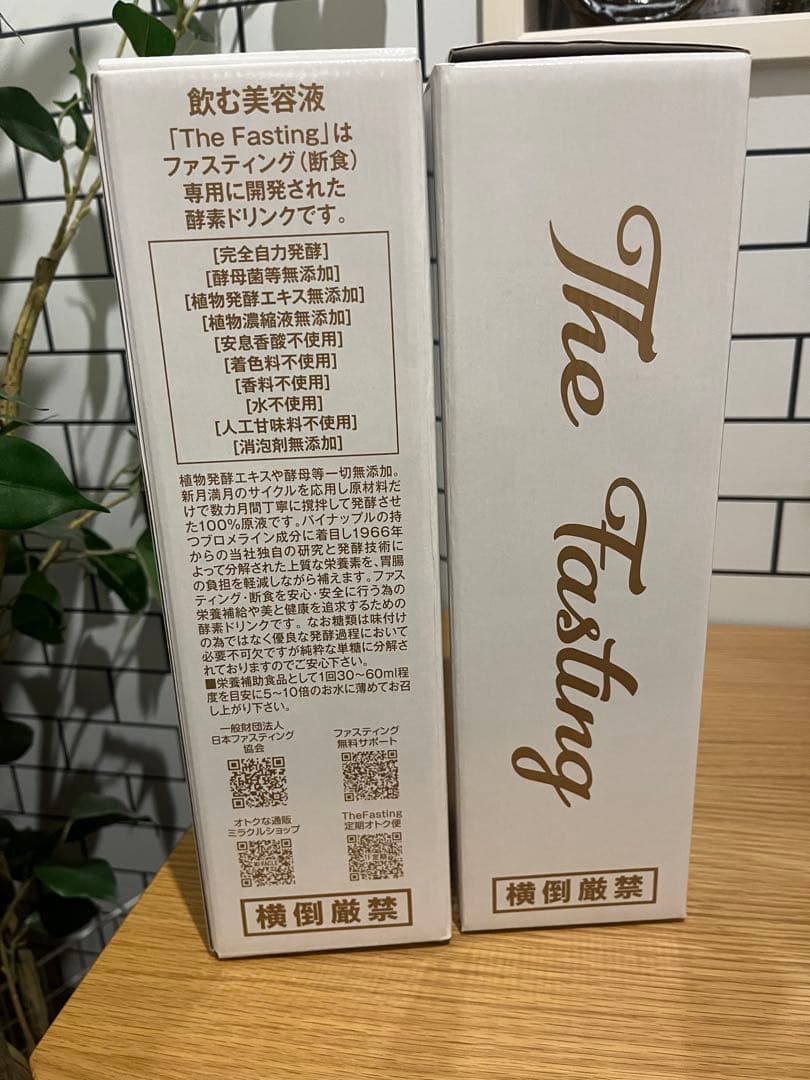 飲む美容液
「The Fasting」は
ファスティング(断食)
専用に開発された
酵素ドリンクです。
[完全自力発酵]
[酵母菌等無添加]
[植物発酵エキス無添加]
[植物濃縮液無添加]
[安息香酸不使用]
[着色料不使用]
[香料不使用]
[水不使用]
[人工甘味料不使用]
[消泡剤無添加]
植物発酵エキスや酵母等一切無添加。
新月満月のサイクルを応用し原材料だ
けで数カ月間丁寧に撹拌して発酵させ
た100%原液です。パイナップルの持
つブロメライン成分に着目し1966年
からの当社独自の研究と発酵技術に
よって分解された上質な栄養素を、胃腸
の負担を軽減しながら補えます。ファス
ティング・断食を安心・安全に行う為の
栄養補給や美と健康を追求するための
酵素ドリンクです。なお糖類は味付け
の為ではなく優良な発酵過程において
必要不可欠ですが純粋な単糖に分解さ
れておりますのでご安心下さい。
■栄養補助食品として1回30〜60ml程
度を目安に5〜10倍のお水に薄めてお召
し上がり下さい。
一般財団法人
日本ファスティング
協会
ファスティング
無料サポート
オトクな通販
ミラクルショップ
TheFasting
定期オトク便
MIRACLE
TF定期
横倒厳禁
The Fasting
横倒厳禁